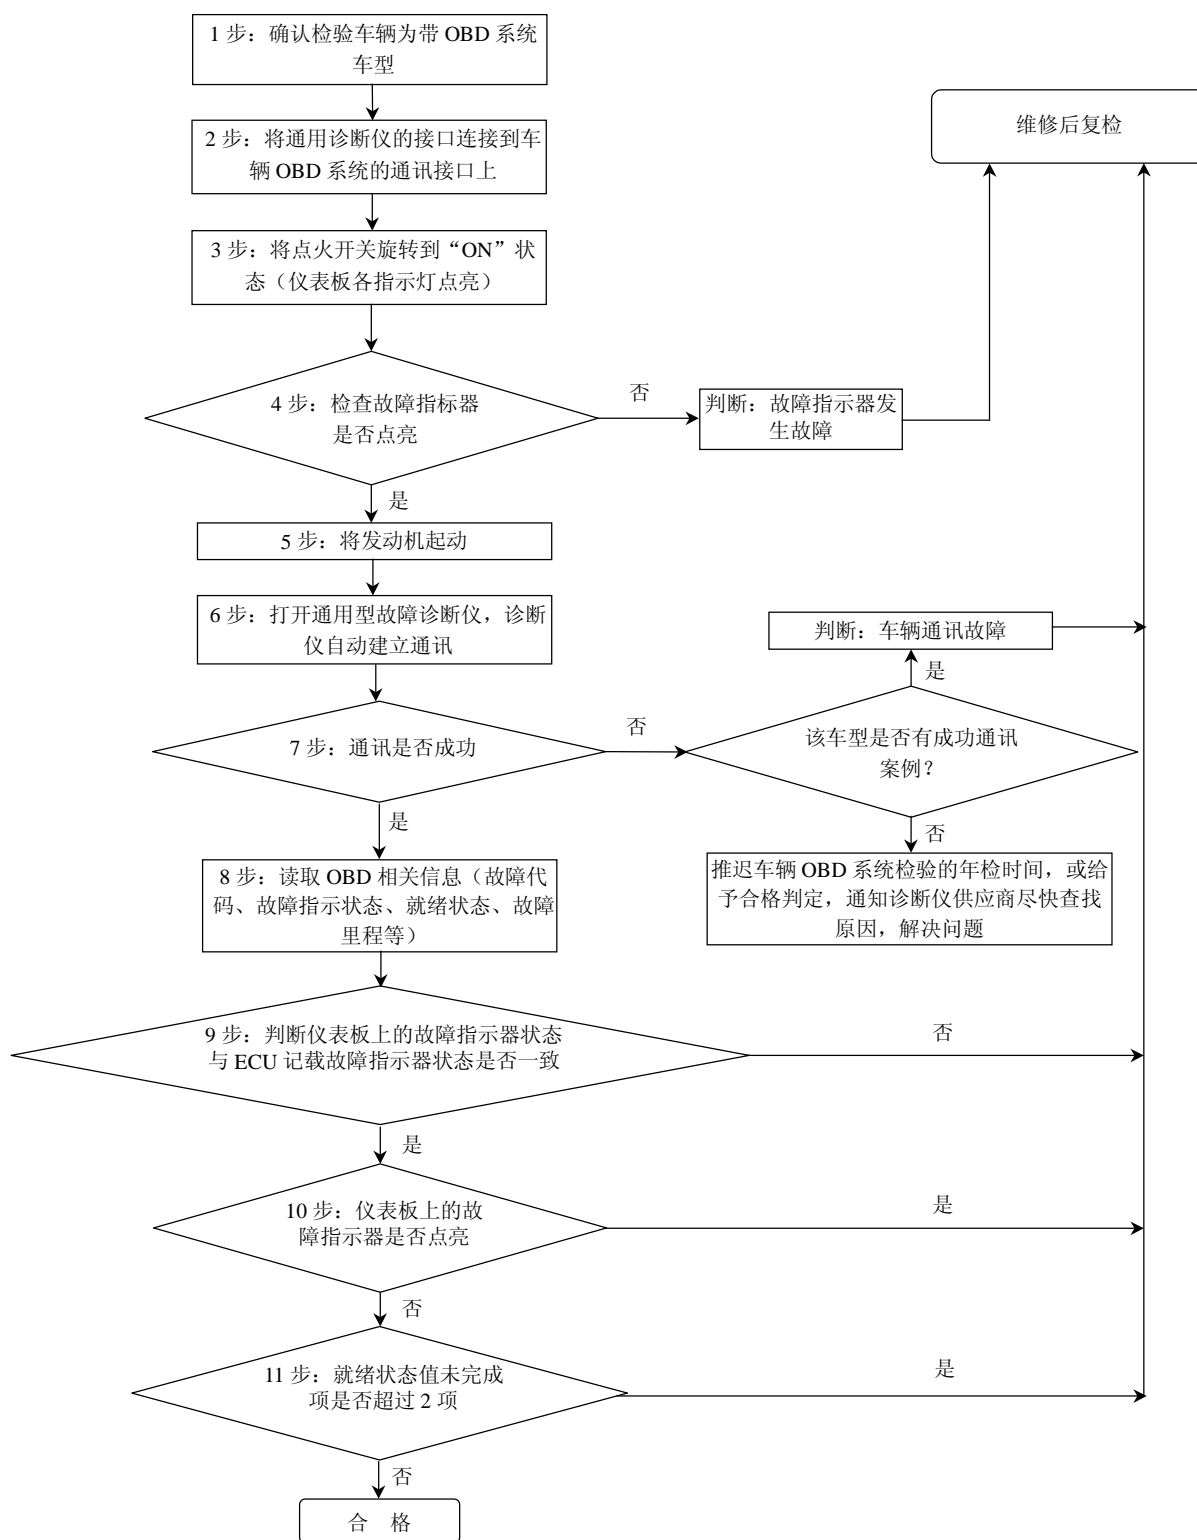 1 步：确认检验车辆为带 OBD 系统
车型
维修后复检
2 步：将通用诊断仪的接口连接到车
辆 OBD 系统的通讯接口上
3 步：将点火开关旋转到“ON”状
态（仪表板各指示灯点亮）
4 步：检查故障指标器
是否点亮
否
判断：故障指示器发
生故障
是
5 步：将发动机起动
6 步：打开通用型故障诊断仪，诊断
仪自动建立通讯
判断：车辆通讯故障
是
7 步：通讯是否成功
否
该车型是否有成功通讯
案例？
是
否
8 步：读取 OBD 相关信息（故障代
码、故障指示状态、就绪状态、故障
里程等）
推迟车辆 OBD 系统检验的年检时间，或给
予合格判定，通知诊断仪供应商尽快查找
原因，解决问题
9 步：判断仪表板上的故障指示器状态
与 ECU 记载故障指示器状态是否一致
否
是
10 步：仪表板上的故
障指示器是否点亮
是
否
11 步：就绪状态值未完成
项是否超过 2 项
是
否
合 格